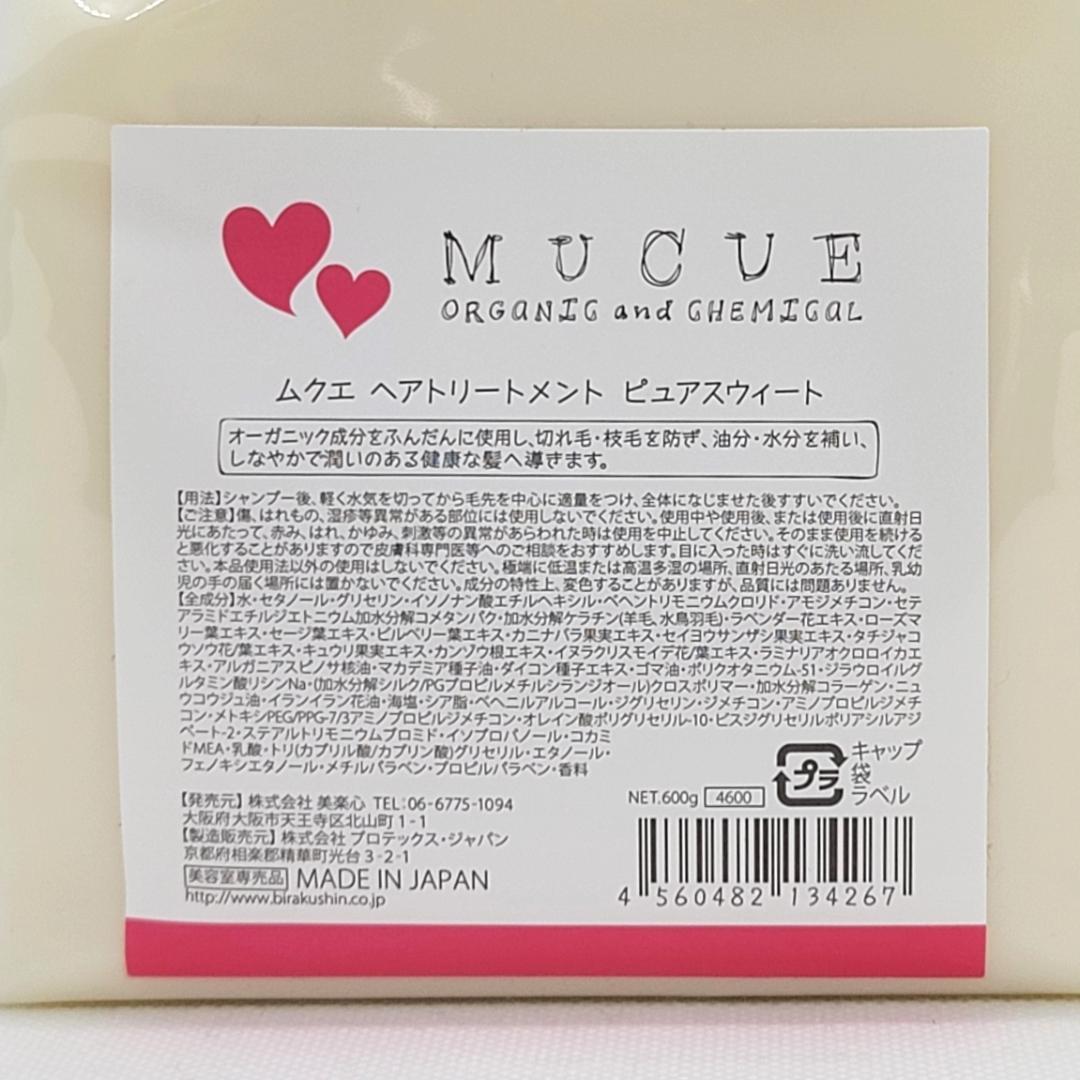 MUCUE
ORGANIC and CHEMICAL
ムクエ ヘアトリートメント ピュアスウィート
オーガニック成分をふんだんに使用し、切れ毛・枝毛を防ぎ、油分・水分を補い、
しなやかで潤いのある健康な髪へ導きます。
【用法】シャンプー後、軽く水気を切ってから毛先を中心に適量をつけ、全体になじませた後すすいでください。
【ご注意】傷、はれもの、湿疹等異常がある部位には使用しないでください。使用中や使用後、または使用後に直射日
光にあたって、赤み、はれ、かゆみ、刺激等の異常があらわれた時は使用を中止してください。そのまま使用を続ける
と悪化することがありますので皮膚科専門医等へのご相談をおすすめします。目に入った時はすぐに洗い流してくだ
さい。本品使用法以外の使用はしないでください。極端に低温または高温多湿の場所、直射日光のあたる場所、乳幼
児の手の届く場所には置かないでください。成分の特性上、変色することがありますが、品質には問題ありません。
【全成分】水・セタノール・グリセリン・イソノナン酸エチルヘキシル・ベヘントリモニウムクロリド・アモジメチコン・セテ
アラミドエチルジエトニウム加水分解コメタンパク・加水分解ケラチン(羊毛、水鳥羽毛)・ラベンダー花エキス・ローズマ
リー葉エキス・セージ葉エキス・ビルベリー葉エキス・カニナバラ果実エキス・セイヨウサンザシ果実エキス・タチジャコ
ウソウ花/葉エキス・キュウリ果実エキス・カンゾウ根エキス・イヌラクリスモイデ花/葉エキス・ラミナリアオクロロイカエ
キス・アルガニアスピノサ核油・マカデミア種子油・ダイコン種子エキス・ゴマ油・ポリクオタニウム-51・ジラウロイルグ
ルタミン酸リシンNa・(加水分解シルク/PGプロピルメチルシランジオール)クロスポリマー・加水分解コラーゲン・ニュ
ウコウジュ油・イランイラン花油・海塩・シア脂・ベヘニルアルコール・ジグリセリン・ジメチコン・アミノプロピルジメチ
コン・メトキシPEG/PPG-7/3アミノプロピルジメチコン・オレイン酸ポリグリセリル-10・ビスジグリセリルポリアシルアジ
ペート-2・ステアルトリモニウムブロミド・イソプロパノール・コカミ
ドMEA・乳酸・トリ(カプリル酸/カプリン酸)グリセリル・エタノール・
フェノキシエタノール・メチルパラベン・プロピルパラベン・香料
【発売元】株式会社 美楽心 TEL:06-6775-1094
大阪府大阪市天王寺区北山町1-1
【製造販売元】株式会社 プロテックス・ジャパン
京都府相楽郡精華町光台3-2-1
美容室専売品 MADE IN JAPAN
http://www.birakushin.co.jp
NET.600g 4600
プラ
キャップ
袋
ラベル
4 560482 134267